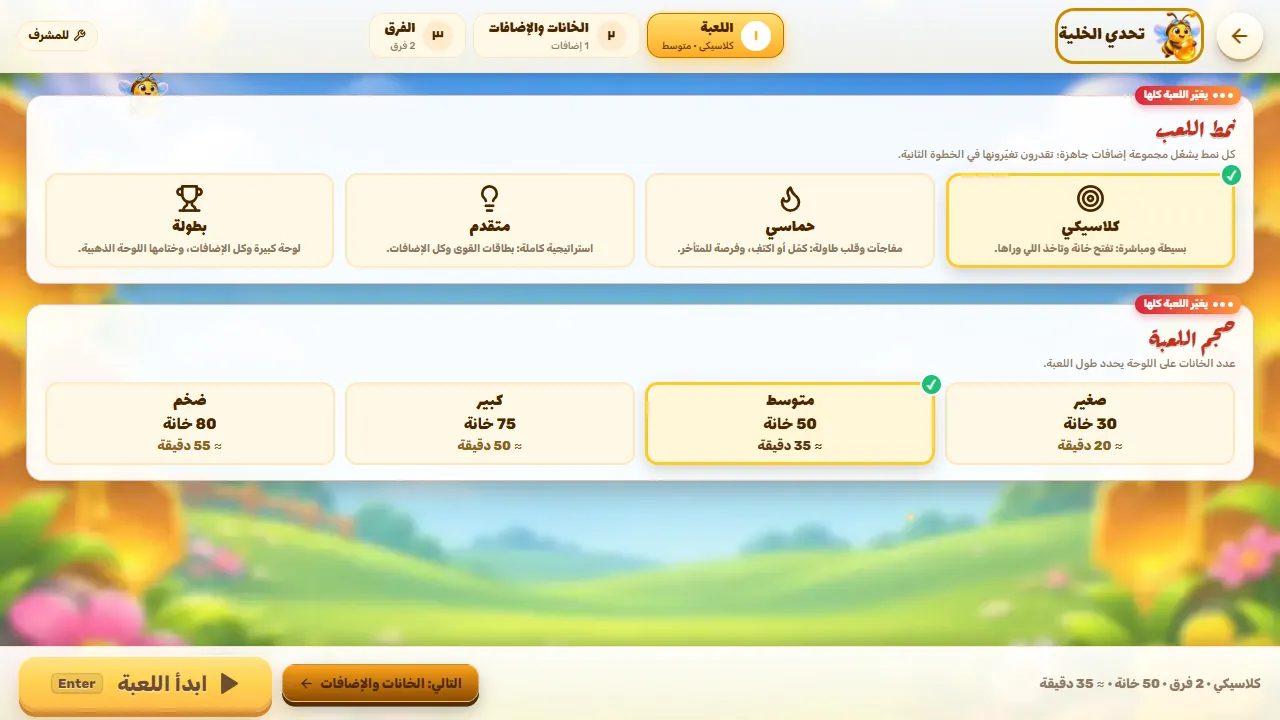 تحدي الخلية
١ اللعبة
كلاسيكي • متوسط
٢ الخانات والإضافات
1 إضافات
٣ الفرق
2 فرق
للمشرف
يغيّر اللعبة كلها
نمط اللعب
كل نمط يشغّل مجموعة إضافات جاهزة؛ تقدرون تغيّرونها في الخطوة الثانية.
كلاسيكي
بسيطة ومباشرة: تفتح خانة وتاخذ اللي وراها.
حماسي
مفاجآت وقلب طاولة: كمّل أو اكتفِ، وفرصة للمتأخر.
متقدم
استراتيجية كاملة: بطاقات القوى وكل الإضافات.
بطولة
لوحة كبيرة وكل الإضافات، وختامها اللوحة الذهبية.
يغيّر اللعبة كلها
حجم اللعبة
عدد الخانات على اللوحة يحدد طول اللعبة.
صغير
30 خانة
≈ 20 دقيقة
متوسط
50 خانة
≈ 35 دقيقة
كبير
75 خانة
≈ 50 دقيقة
ضخم
80 خانة
≈ 55 دقيقة
كلاسيكي • 2 فرق • 50 خانة • ≈ 35 دقيقة
التالي: الخانات والإضافات ←
ابدأ اللعبة Enter